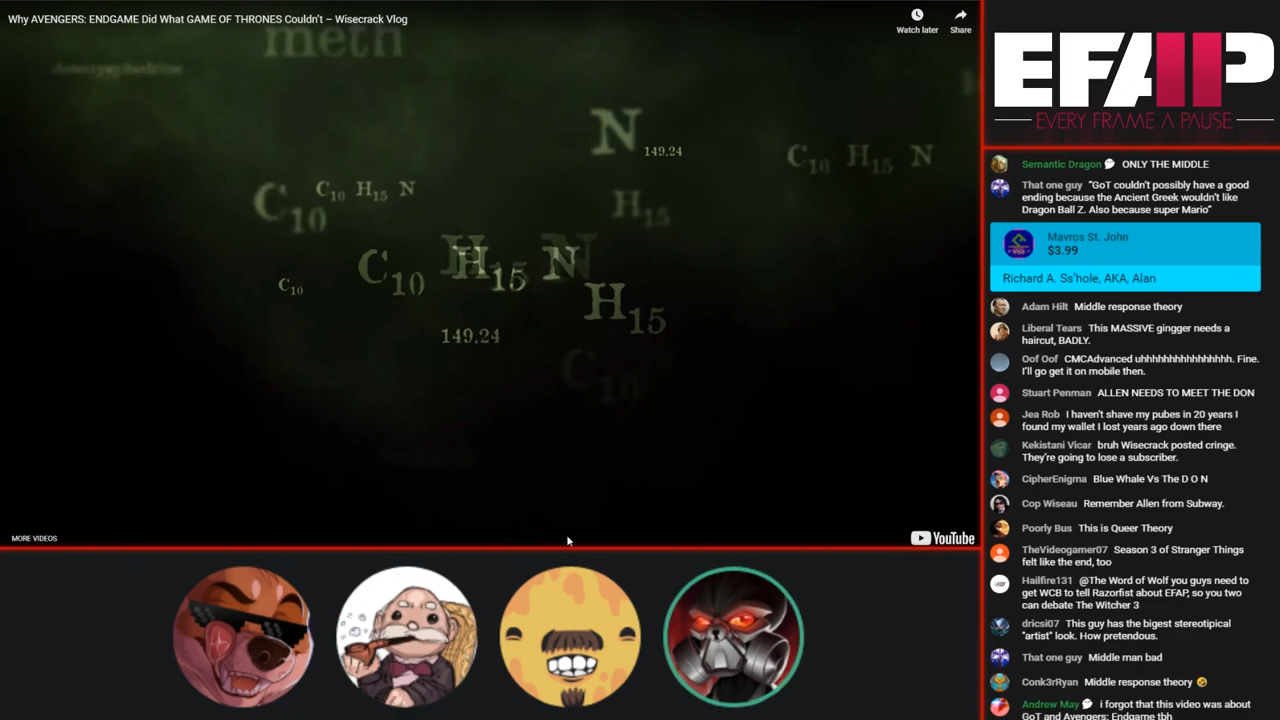 Why AVENGERS: ENDGAME Did What GAME OF THRONES Couldn't – Wisecrack Vlog
Watch later
Share
meth
N
149.24
C10 H15 N
C10
C10 H15 N
H15
C10 H15 N
N
C10
H15
149.24
C10
MORE VIDEOS
YouTube
EFAP
EVERY FRAME A PAUSE
Semantic Dragon ONLY THE MIDDLE
That one guy “GoT couldn't possibly have a good
ending because the Ancient Greek wouldn't like
Dragon Ball Z. Also because super Mario”
Mavros St. John
$3.99
Richard A. Ss'hole, AKA, Alan
Adam Hilt Middle response theory
Liberal Tears This MASSIVE gingger needs a
haircut, BADLY.
Oof Oof CMCAdvanced uhhhhhhhhhhhhhhhh. Fine.
I'll go get it on mobile then.
Stuart Penman ALLEN NEEDS TO MEET THE DON
Jea Rob I haven't shave my pubes in 20 years I
found my wallet I lost years ago down there
Kekistani Vicar bruh Wisecrack posted cringe.
They're going to lose a subscriber.
CipherEnigma Blue Whale Vs The D O N
Cop Wiseau Remember Allen from Subway.
Poorly Bus This is Queer Theory
TheVideogamer07 Season 3 of Stranger Things
felt like the end, too
Hailfire131 @The Word of Wolf you guys need to
get WCB to tell Razorfist about EFAP, so you two
can debate The Witcher 3
dricsi07 This guy has the bigest stereotipical
“artist” look. How pretendous.
That one guy Middle man bad
Conk3rRyan Middle response theory 🤣
Andrew May i forgot that this video was about
GoT and Avengers: Endgame tbh